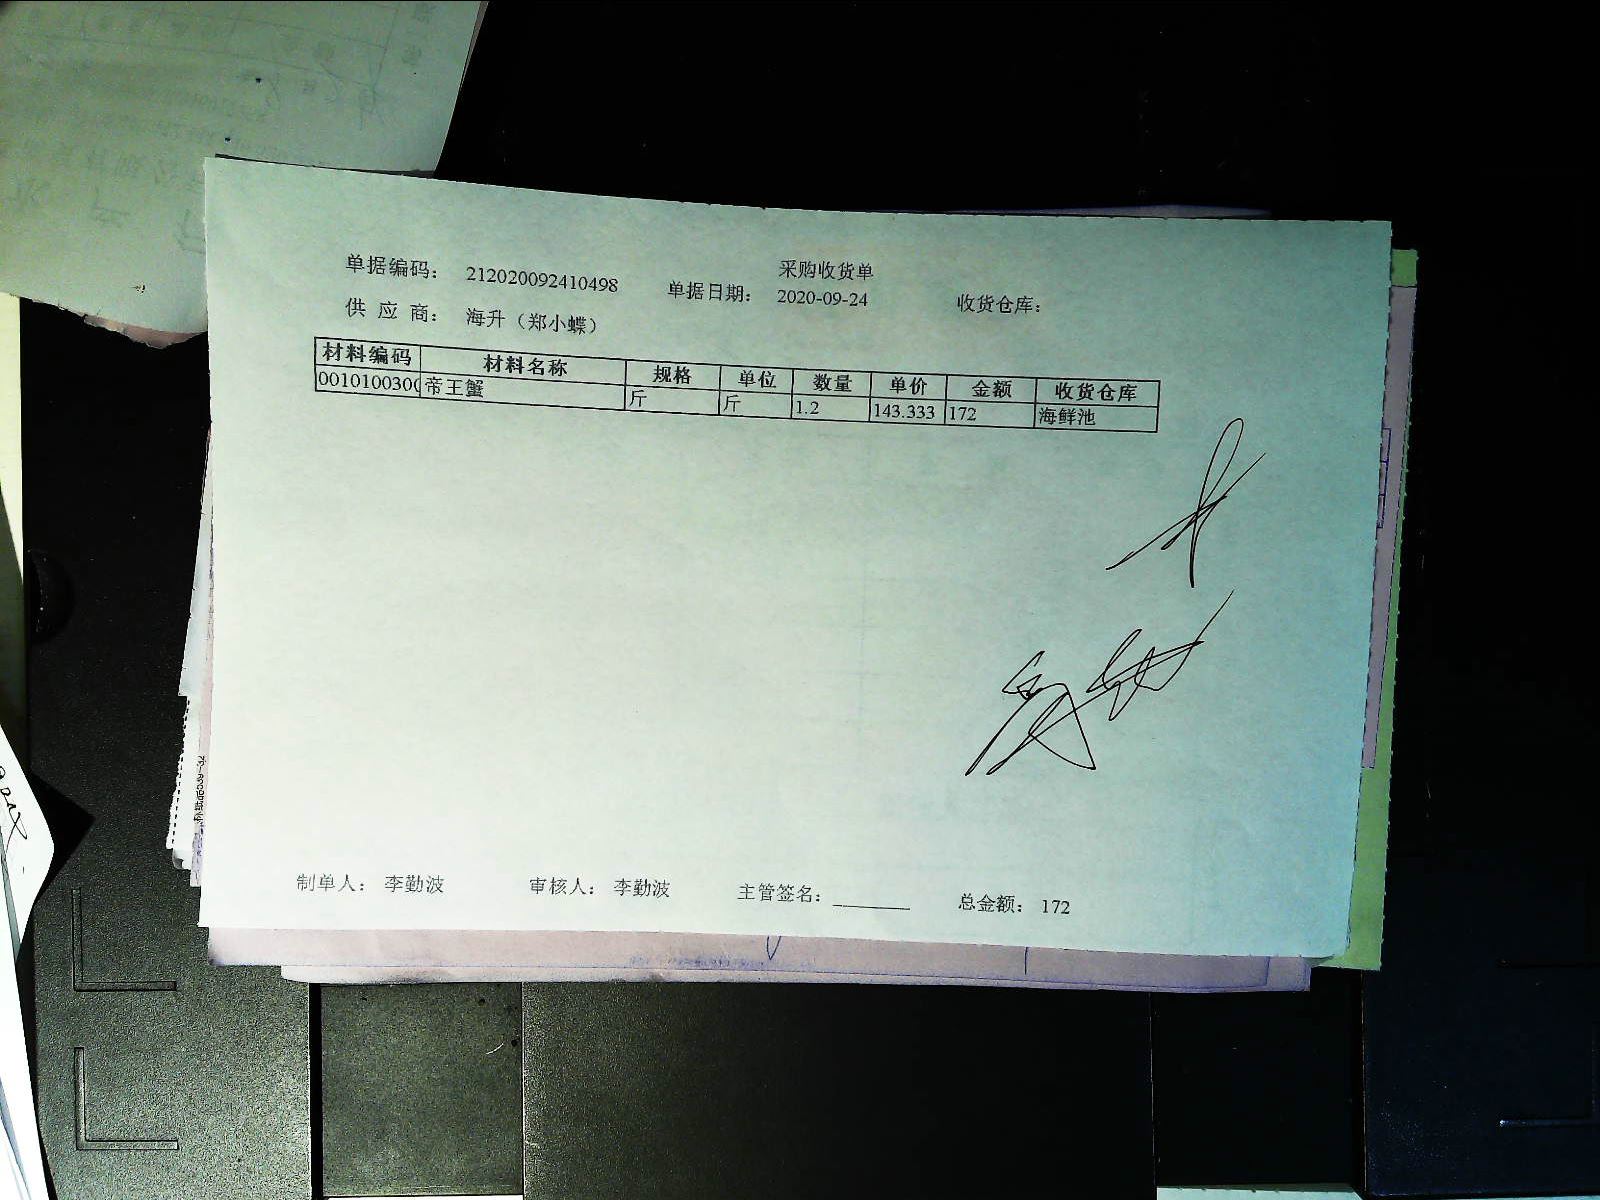 采购收货单
单据编码： 212020092410498 单据日期： 2020-09-24 收货仓库：
供 应 商： 海升（郑小蝶）
材料编码 材料名称 规格 单位 数量 单价 金额 收货仓库
0010100300 帝王蟹 斤 斤 1.2 143.333 172 海鲜池
制单人： 李勤波 审核人： 李勤波 主管签名：________ 总金额： 172